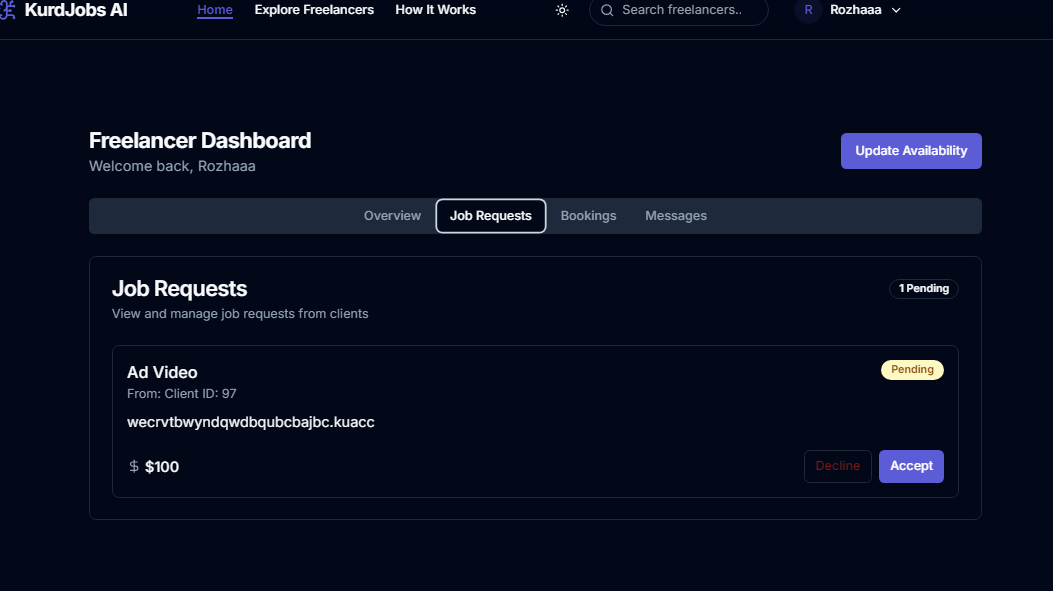 KurdJobs AI
Home Explore Freelancers How It Works Search freelancers.. R Rozhaaa
Freelancer Dashboard
Welcome back, Rozhaaa
Update Availability
Overview Job Requests Bookings Messages
Job Requests
1 Pending
View and manage job requests from clients
Ad Video
Pending
From: Client ID: 97
wecrvtbwyndqwdbqubcbajbc.kuacc
$ $100
Decline Accept